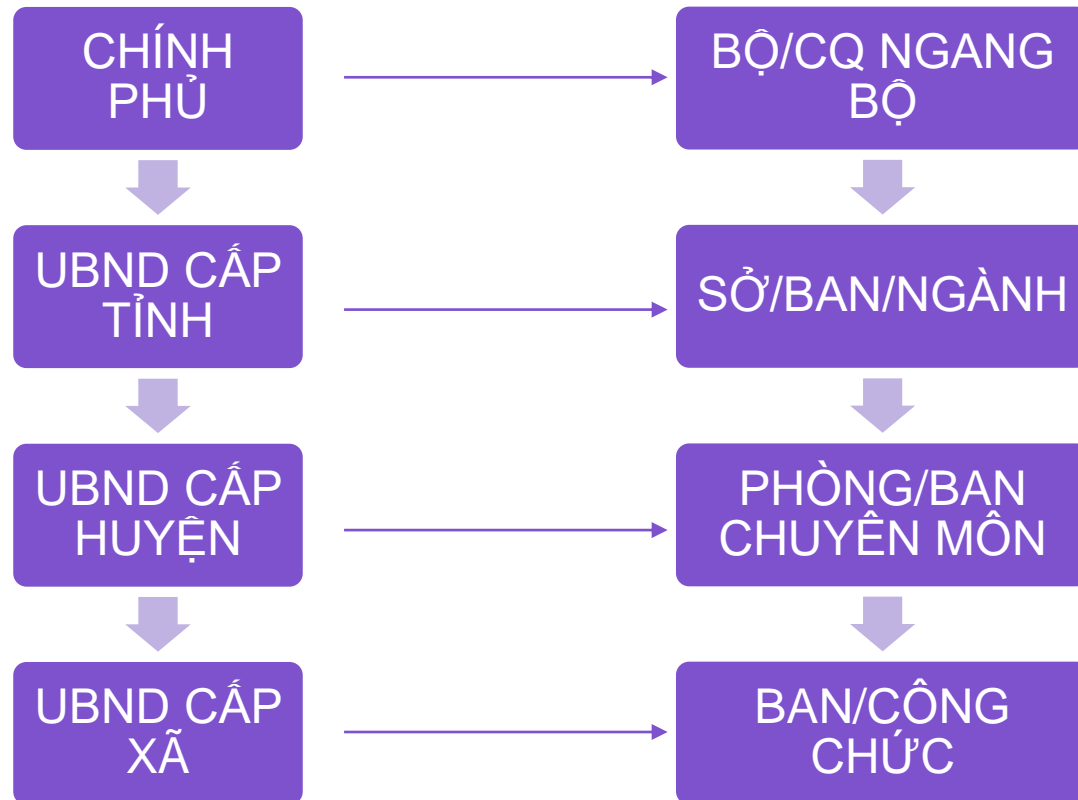 CHÍNH
PHỦ
BỘ/CQ NGANG
BỘ
UBND CẤP
TỈNH
SỞ/BAN/NGÀNH
UBND CẤP
HUYỆN
PHÒNG/BAN
CHUYÊN MÔN
UBND CẤP
XÃ
BAN/CÔNG
CHỨC